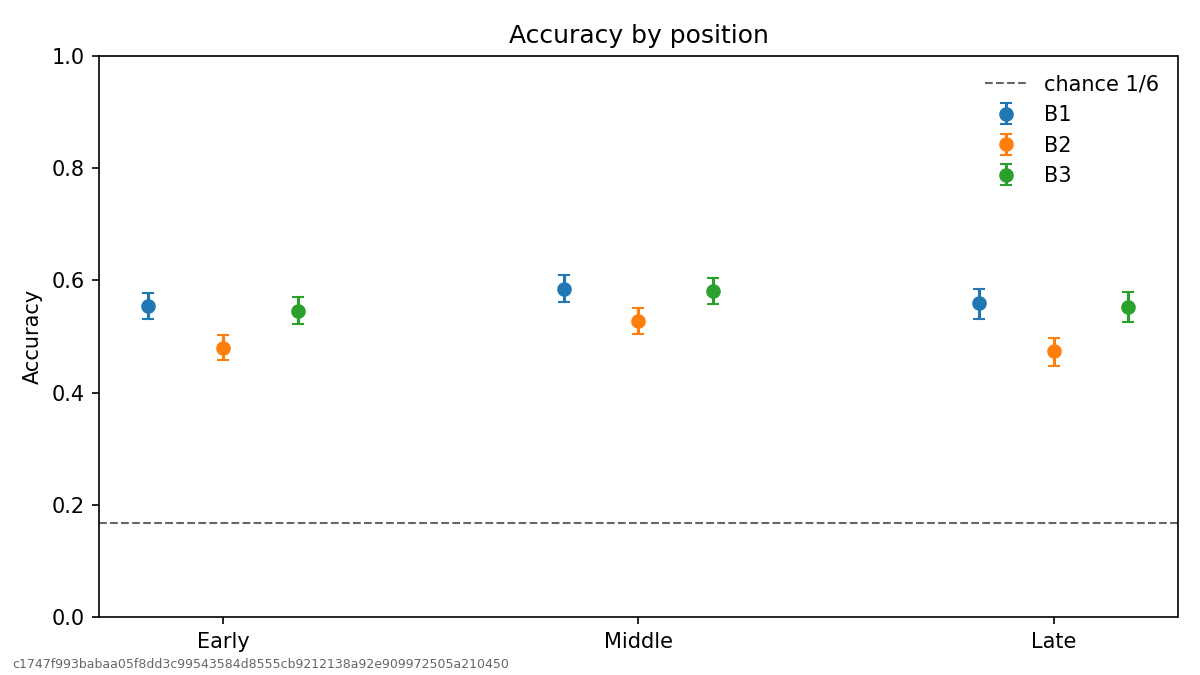 Accuracy by position
1.0
0.8
0.6
0.4
0.2
0.0
Accuracy
chance 1/6
B1
B2
B3
Early
Middle
Late
c1747f993babaa05f8dd3c99543584d8555cb9212138a92e909972505a210450